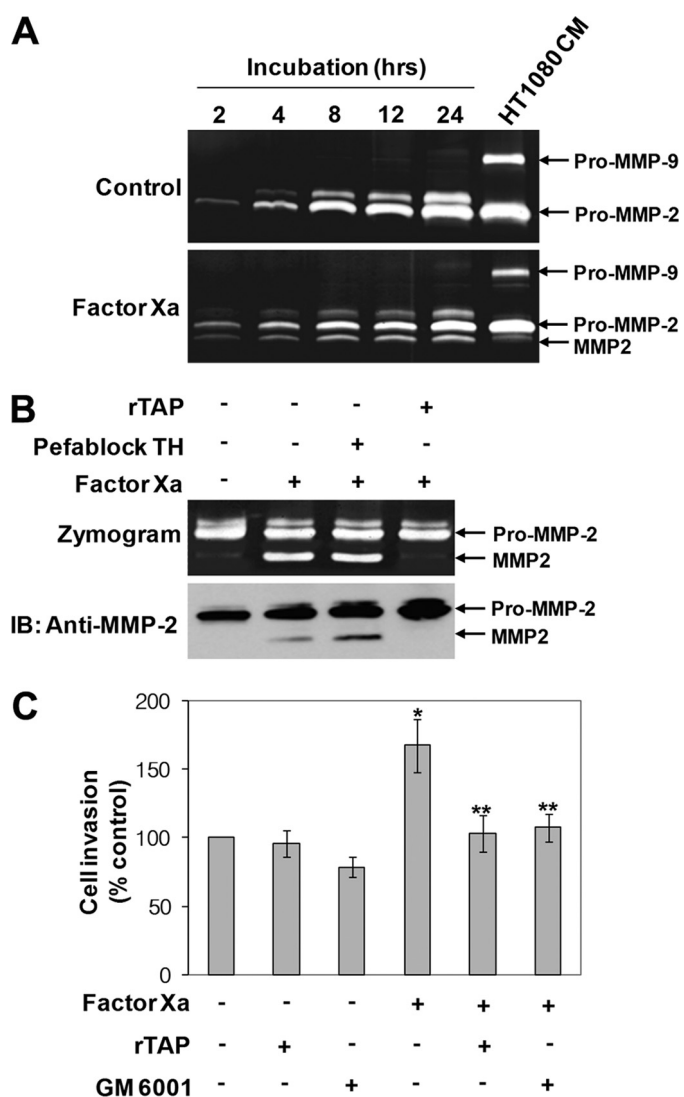 A
Incubation (hrs)
2 4 8 12 24 HT1080 CM
Control
Pro-MMP-9
Pro-MMP-2
Factor Xa
Pro-MMP-9
Pro-MMP-2
MMP2
B
rTAP - - - +
Pefablock TH - - + -
Factor Xa - + + +
Zymogram
Pro-MMP-2
MMP2
IB: Anti-MMP-2
Pro-MMP-2
MMP2
C
Cell invasion
(% control)
200
150
100
50
0
*
**
**
Factor Xa - - - + + +
rTAP - + - - + -
GM 6001 - - + - - +